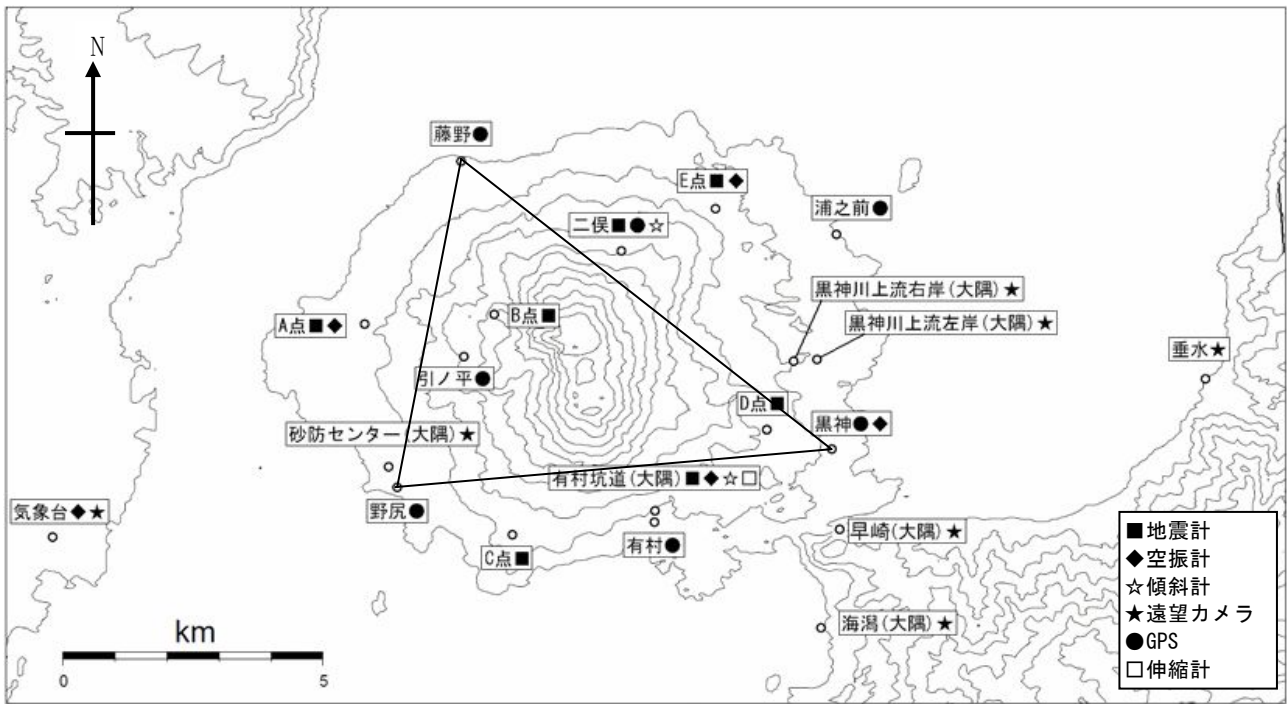 N
藤野●
E点■◆
浦之前●
二俣■●☆
黒神川上流右岸(大隅)★
A点■◆
B点■
黒神川上流左岸(大隅)★
垂水★
引ノ平●
D点■
黒神●◆
砂防センター(大隅)★
有村坑道(大隅)■◆☆□
野尻●
気象台◆★
早崎(大隅)★
有村●
C点■
海潟(大隅)★
km
0 5
■地震計
◆空振計
☆傾斜計
★遠望カメラ
●GPS
□伸縮計